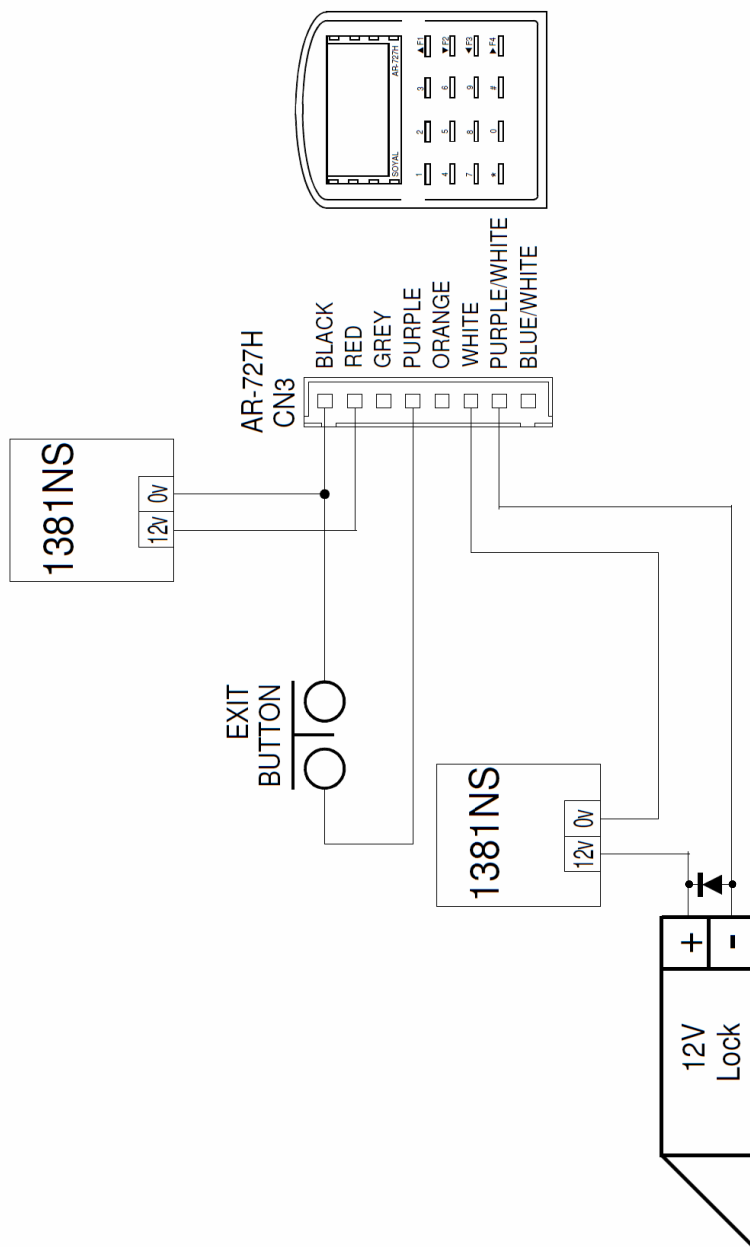 SOYAL
AR-727H
1
2
3
▲F1
4
5
6
▼F2
7
8
9
◄F3
*
0
#
►F4
AR-727H
CN3
BLACK
RED
GREY
PURPLE
ORANGE
WHITE
PURPLE/WHITE
BLUE/WHITE
1381NS
12v 0v
EXIT
BUTTON
1381NS
12v 0v
+
-
12V
Lock